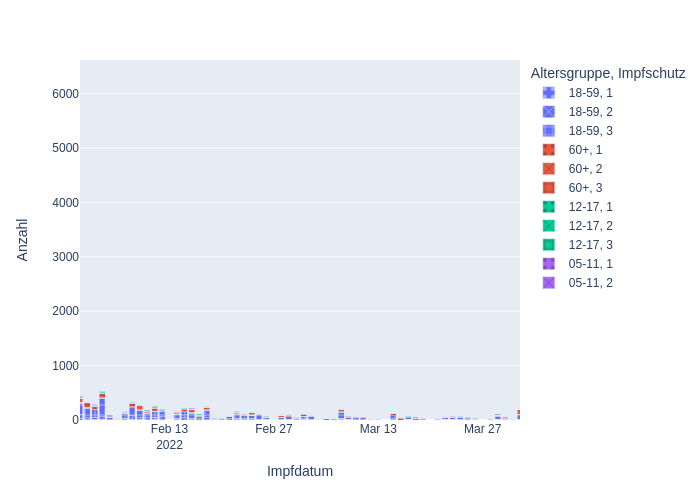 Altersgruppe, Impfschutz
18-59, 1
18-59, 2
18-59, 3
60+, 1
60+, 2
60+, 3
12-17, 1
12-17, 2
12-17, 3
05-11, 1
05-11, 2
Anzahl
6000
5000
4000
3000
2000
1000
0
Feb 13
2022
Feb 27
Mar 13
Mar 27
Impfdatum